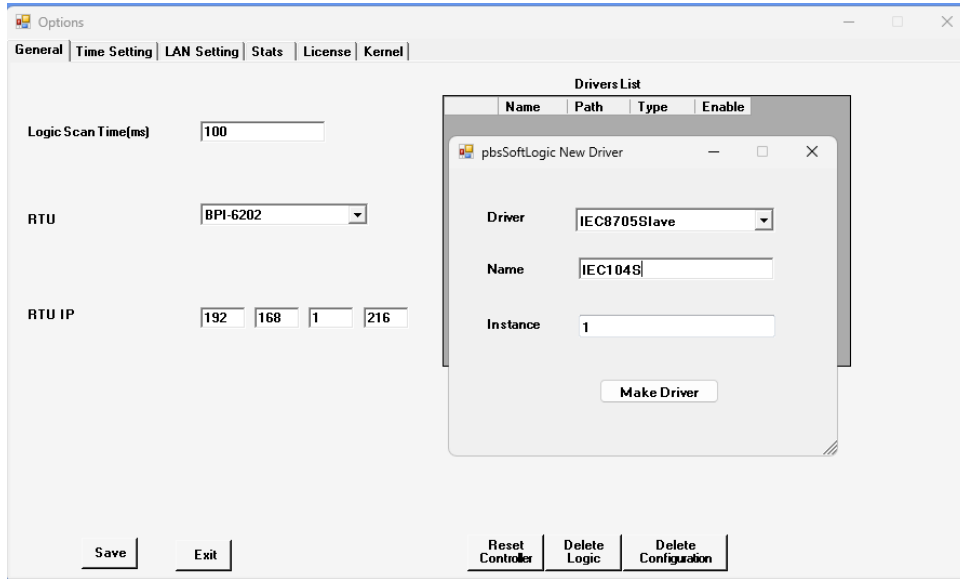 Options
General Time Setting LAN Setting Stats License Kernel
Drivers List
Name Path Type Enable
Logic Scan Time(ms) 100
pbsSoftLogic New Driver
RTU BPI-6202
Driver IEC8705Slave
Name IEC104S
RTU IP 192 168 1 216
Instance 1
Make Driver
Save Exit
Reset Controller
Delete Logic
Delete Configuration